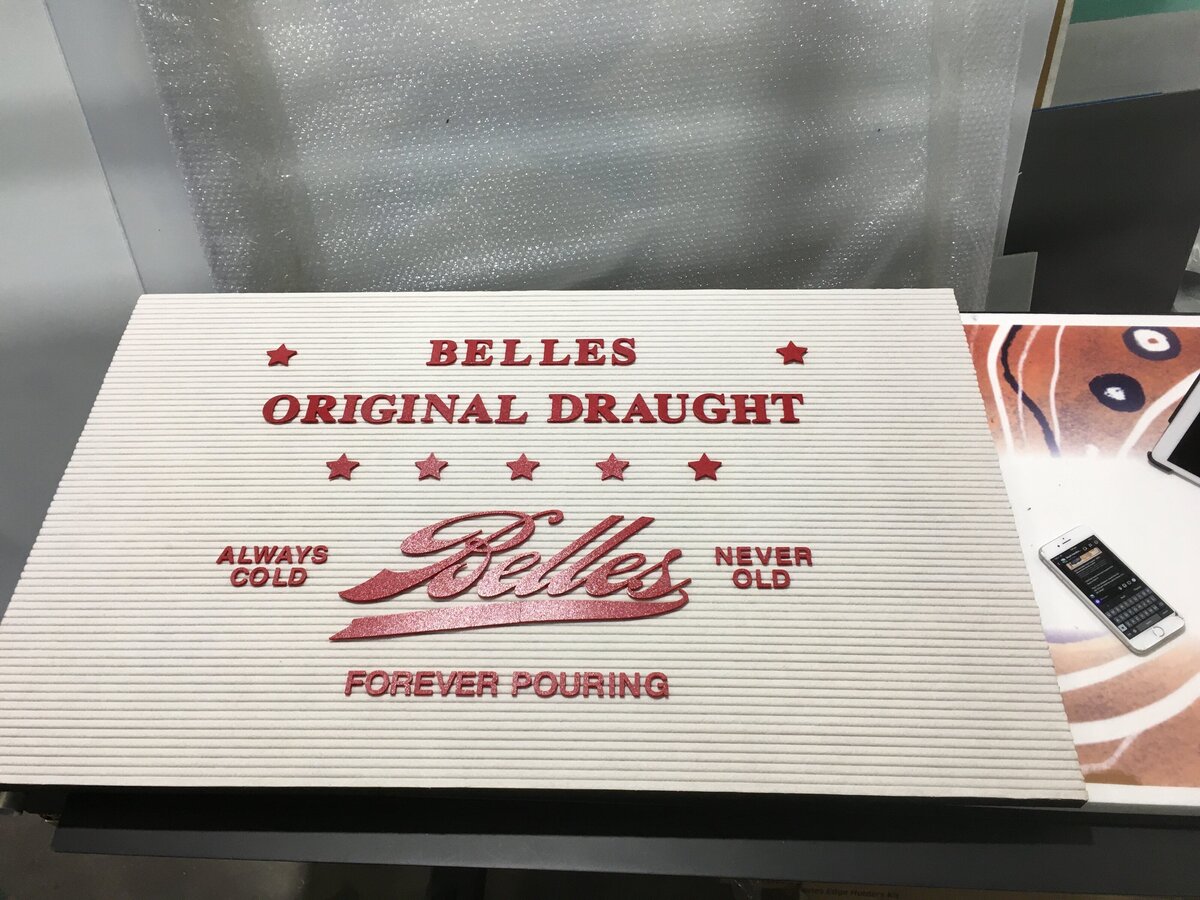 BELLES
ORIGINAL DRAUGHT
ALWAYS
COLD
Belles
NEVER
OLD
FOREVER POURING